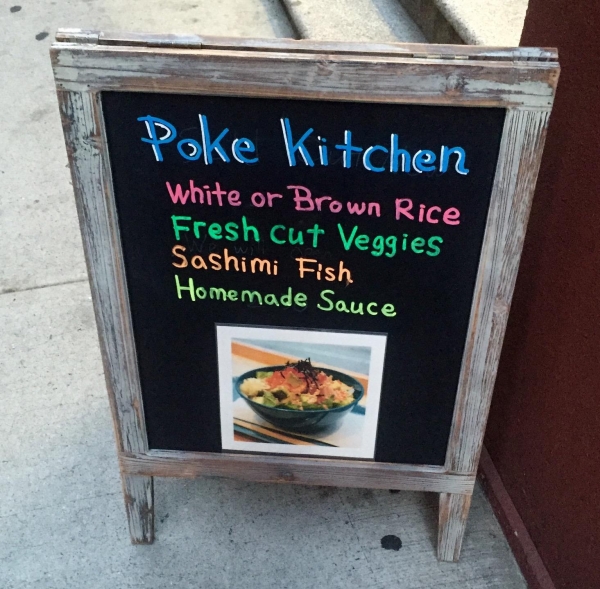 Poke Kitchen
White or Brown Rice
Fresh cut Veggies
Sashimi Fish
Homemade Sauce